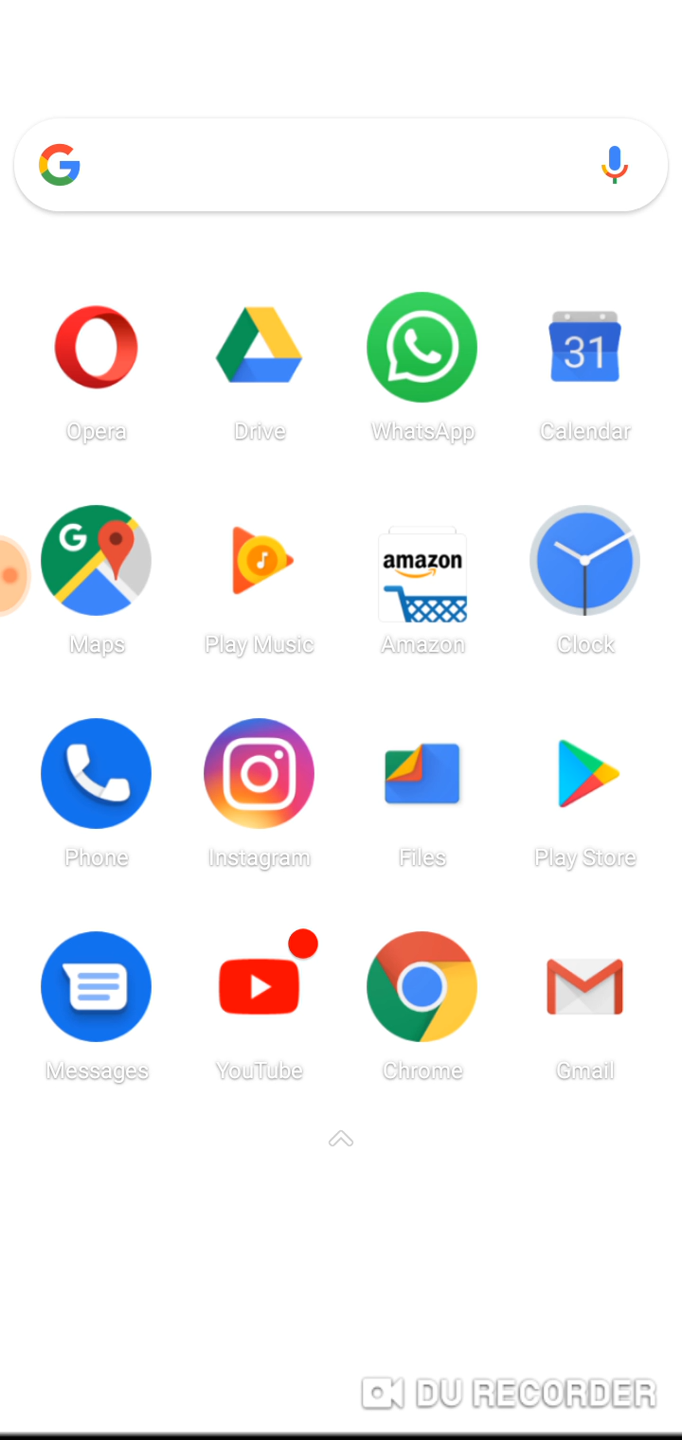 G
Opera Drive WhatsApp Calendar
31
G
amazon
Maps Play Music Amazon Clock
Phone Instagram Files Play Store
Messages YouTube Chrome Gmail
DU RECORDER